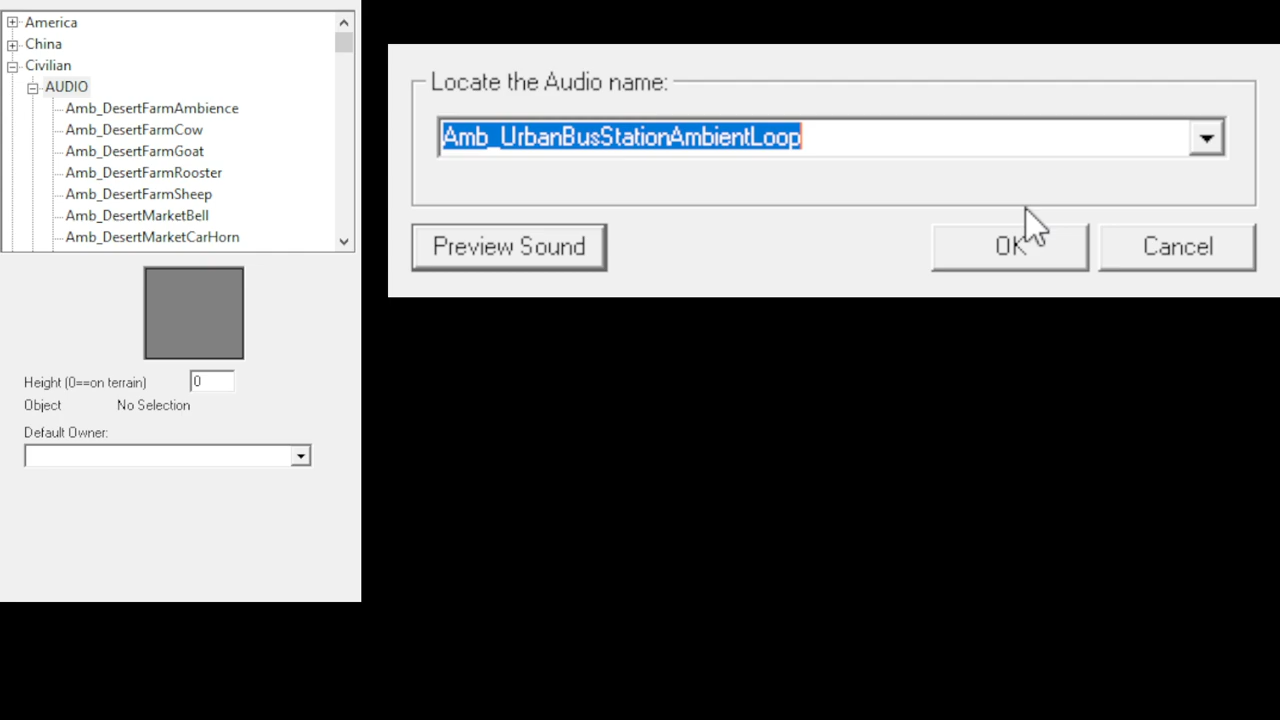 America
China
Civilian
AUDIO
Amb_DesertFarmAmbience
Amb_DesertFarmCow
Amb_DesertFarmGoat
Amb_DesertFarmRooster
Amb_DesertFarmSheep
Amb_DesertMarketBell
Amb_DesertMarketCarHorn
Height (0==on terrain) 0
Object No Selection
Default Owner:
Locate the Audio name:
Amb_UrbanBusStationAmbientLoop
Preview Sound OK Cancel